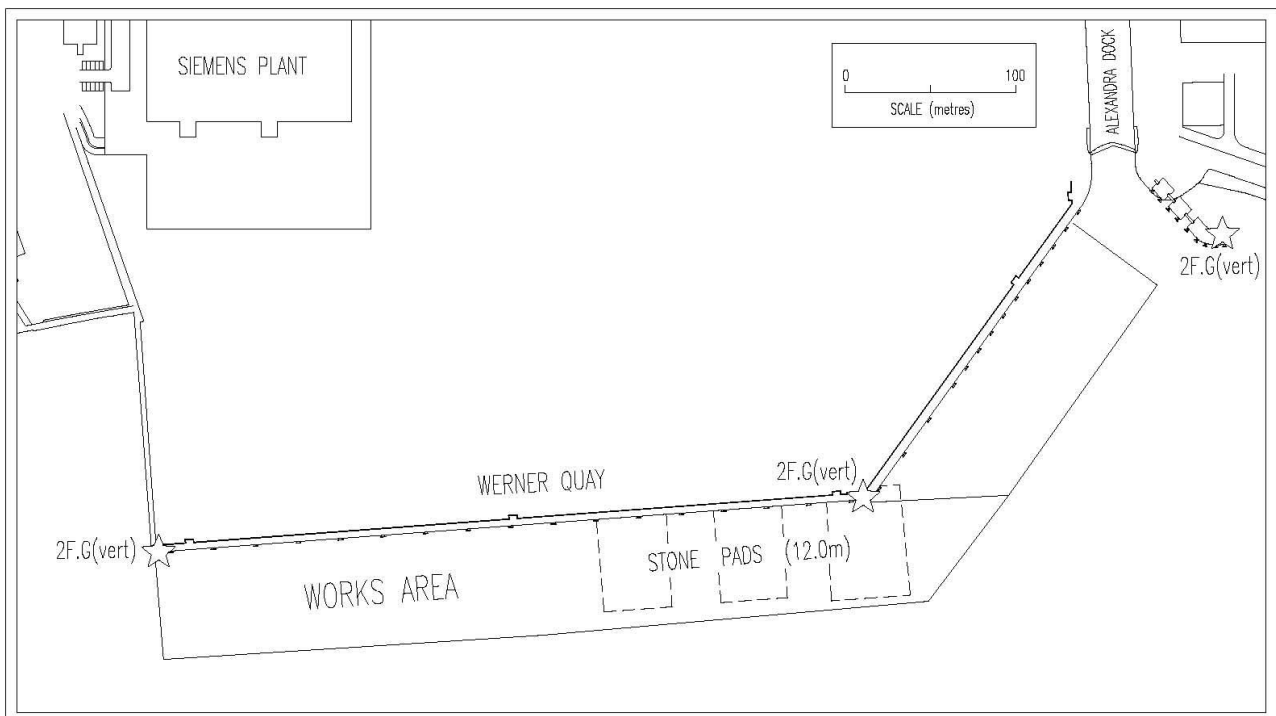 SIEMENS PLANT
0 100
SCALE (metres)
ALEXANDRA DOCK
2F.G(vert)
2F.G(vert)
WERNER QUAY
2F.G(vert)
STONE PADS (12.0m)
WORKS AREA